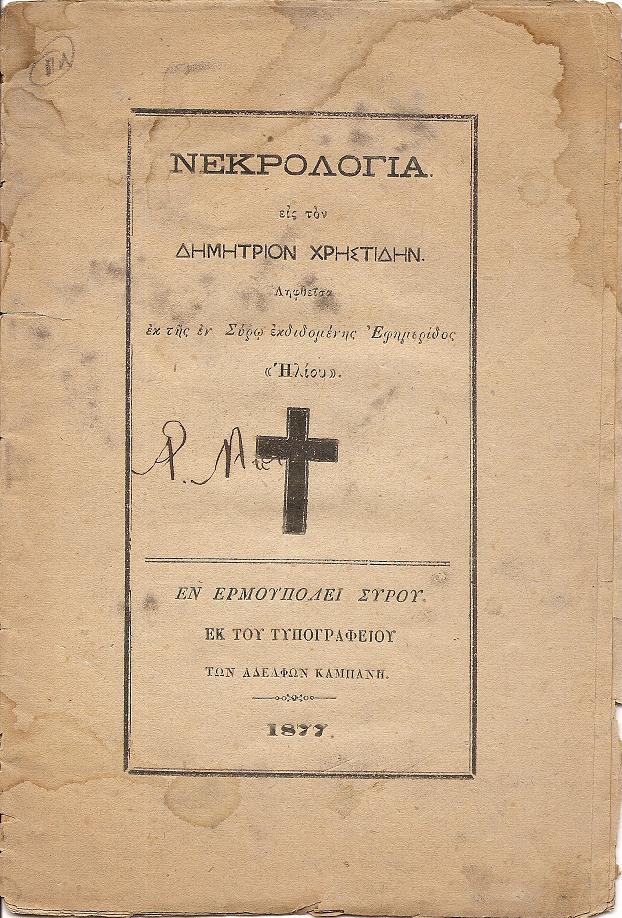 ΝΕΚΡΟΛΟΓΙΑ.
εἰς τὸν
ΔΗΜΗΤΡΙΟΝ ΧΡΗΣΤΙΔΗΝ.
Ληφθεῖσα
ἐκ τῆς ἐν Σύρῳ ἐκδιδομένης Ἐφημερίδος
«Ἡλίου».
ΕΝ ΕΡΜΟΥΠΟΛΕΙ ΣΥΡΟΥ.
ΕΚ ΤΟΥ ΤΥΠΟΓΡΑΦΕΙΟΥ
ΤΩΝ ΑΔΕΛΦΩΝ ΚΑΜΠΑΝΗ.
1877.